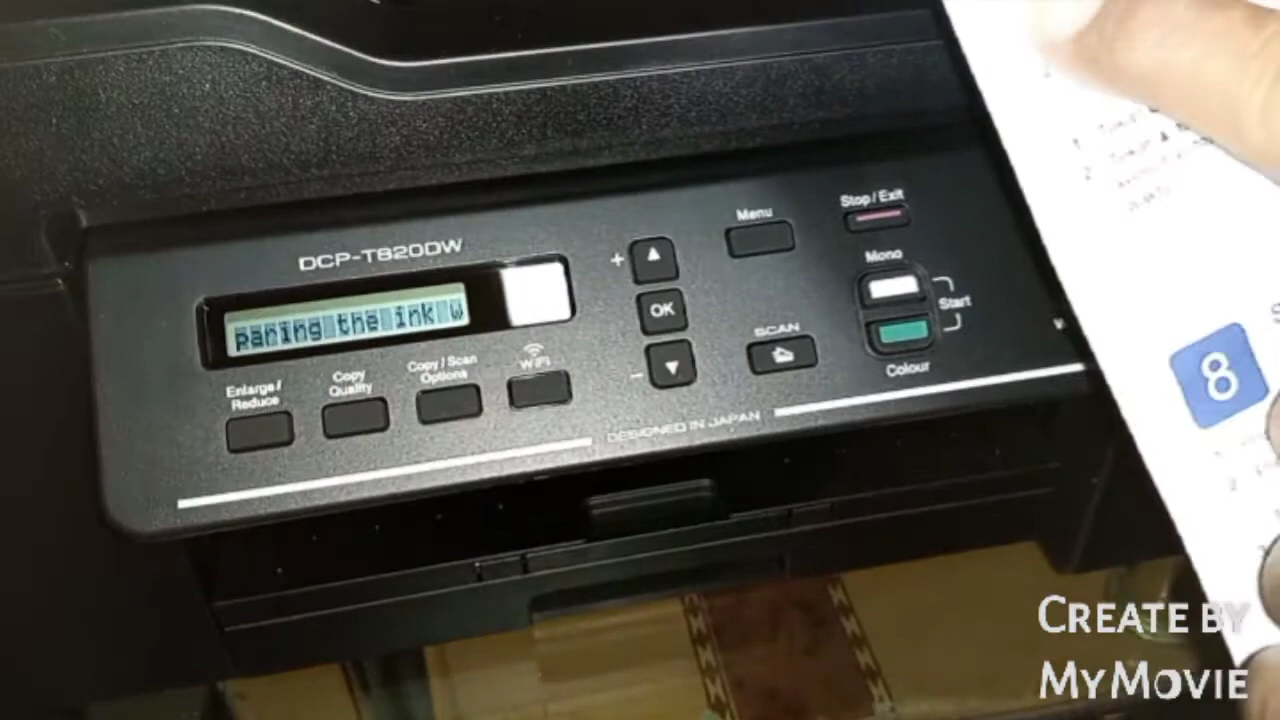 DCP-T820DW
paring the ink W
Enlarge /
Reduce
Copy
Quality
Copy / Scan
Options
WiFi
+
OK
−
Menu
SCAN
Stop / Exit
Mono
Start
Colour
DESIGNED IN JAPAN
8
CREATE BY
MYMOVIE